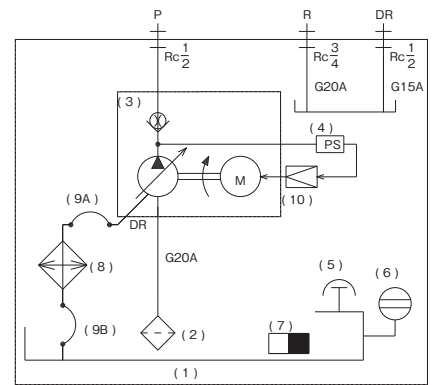 P R DR
Rc 1/2 Rc 3/4 Rc 1/2
G20A G15A
(3)
(4)
PS
M
(10)
(9A)
DR
(8)
G20A
(5) (6)
(9B)
(2)
(7)
(1)